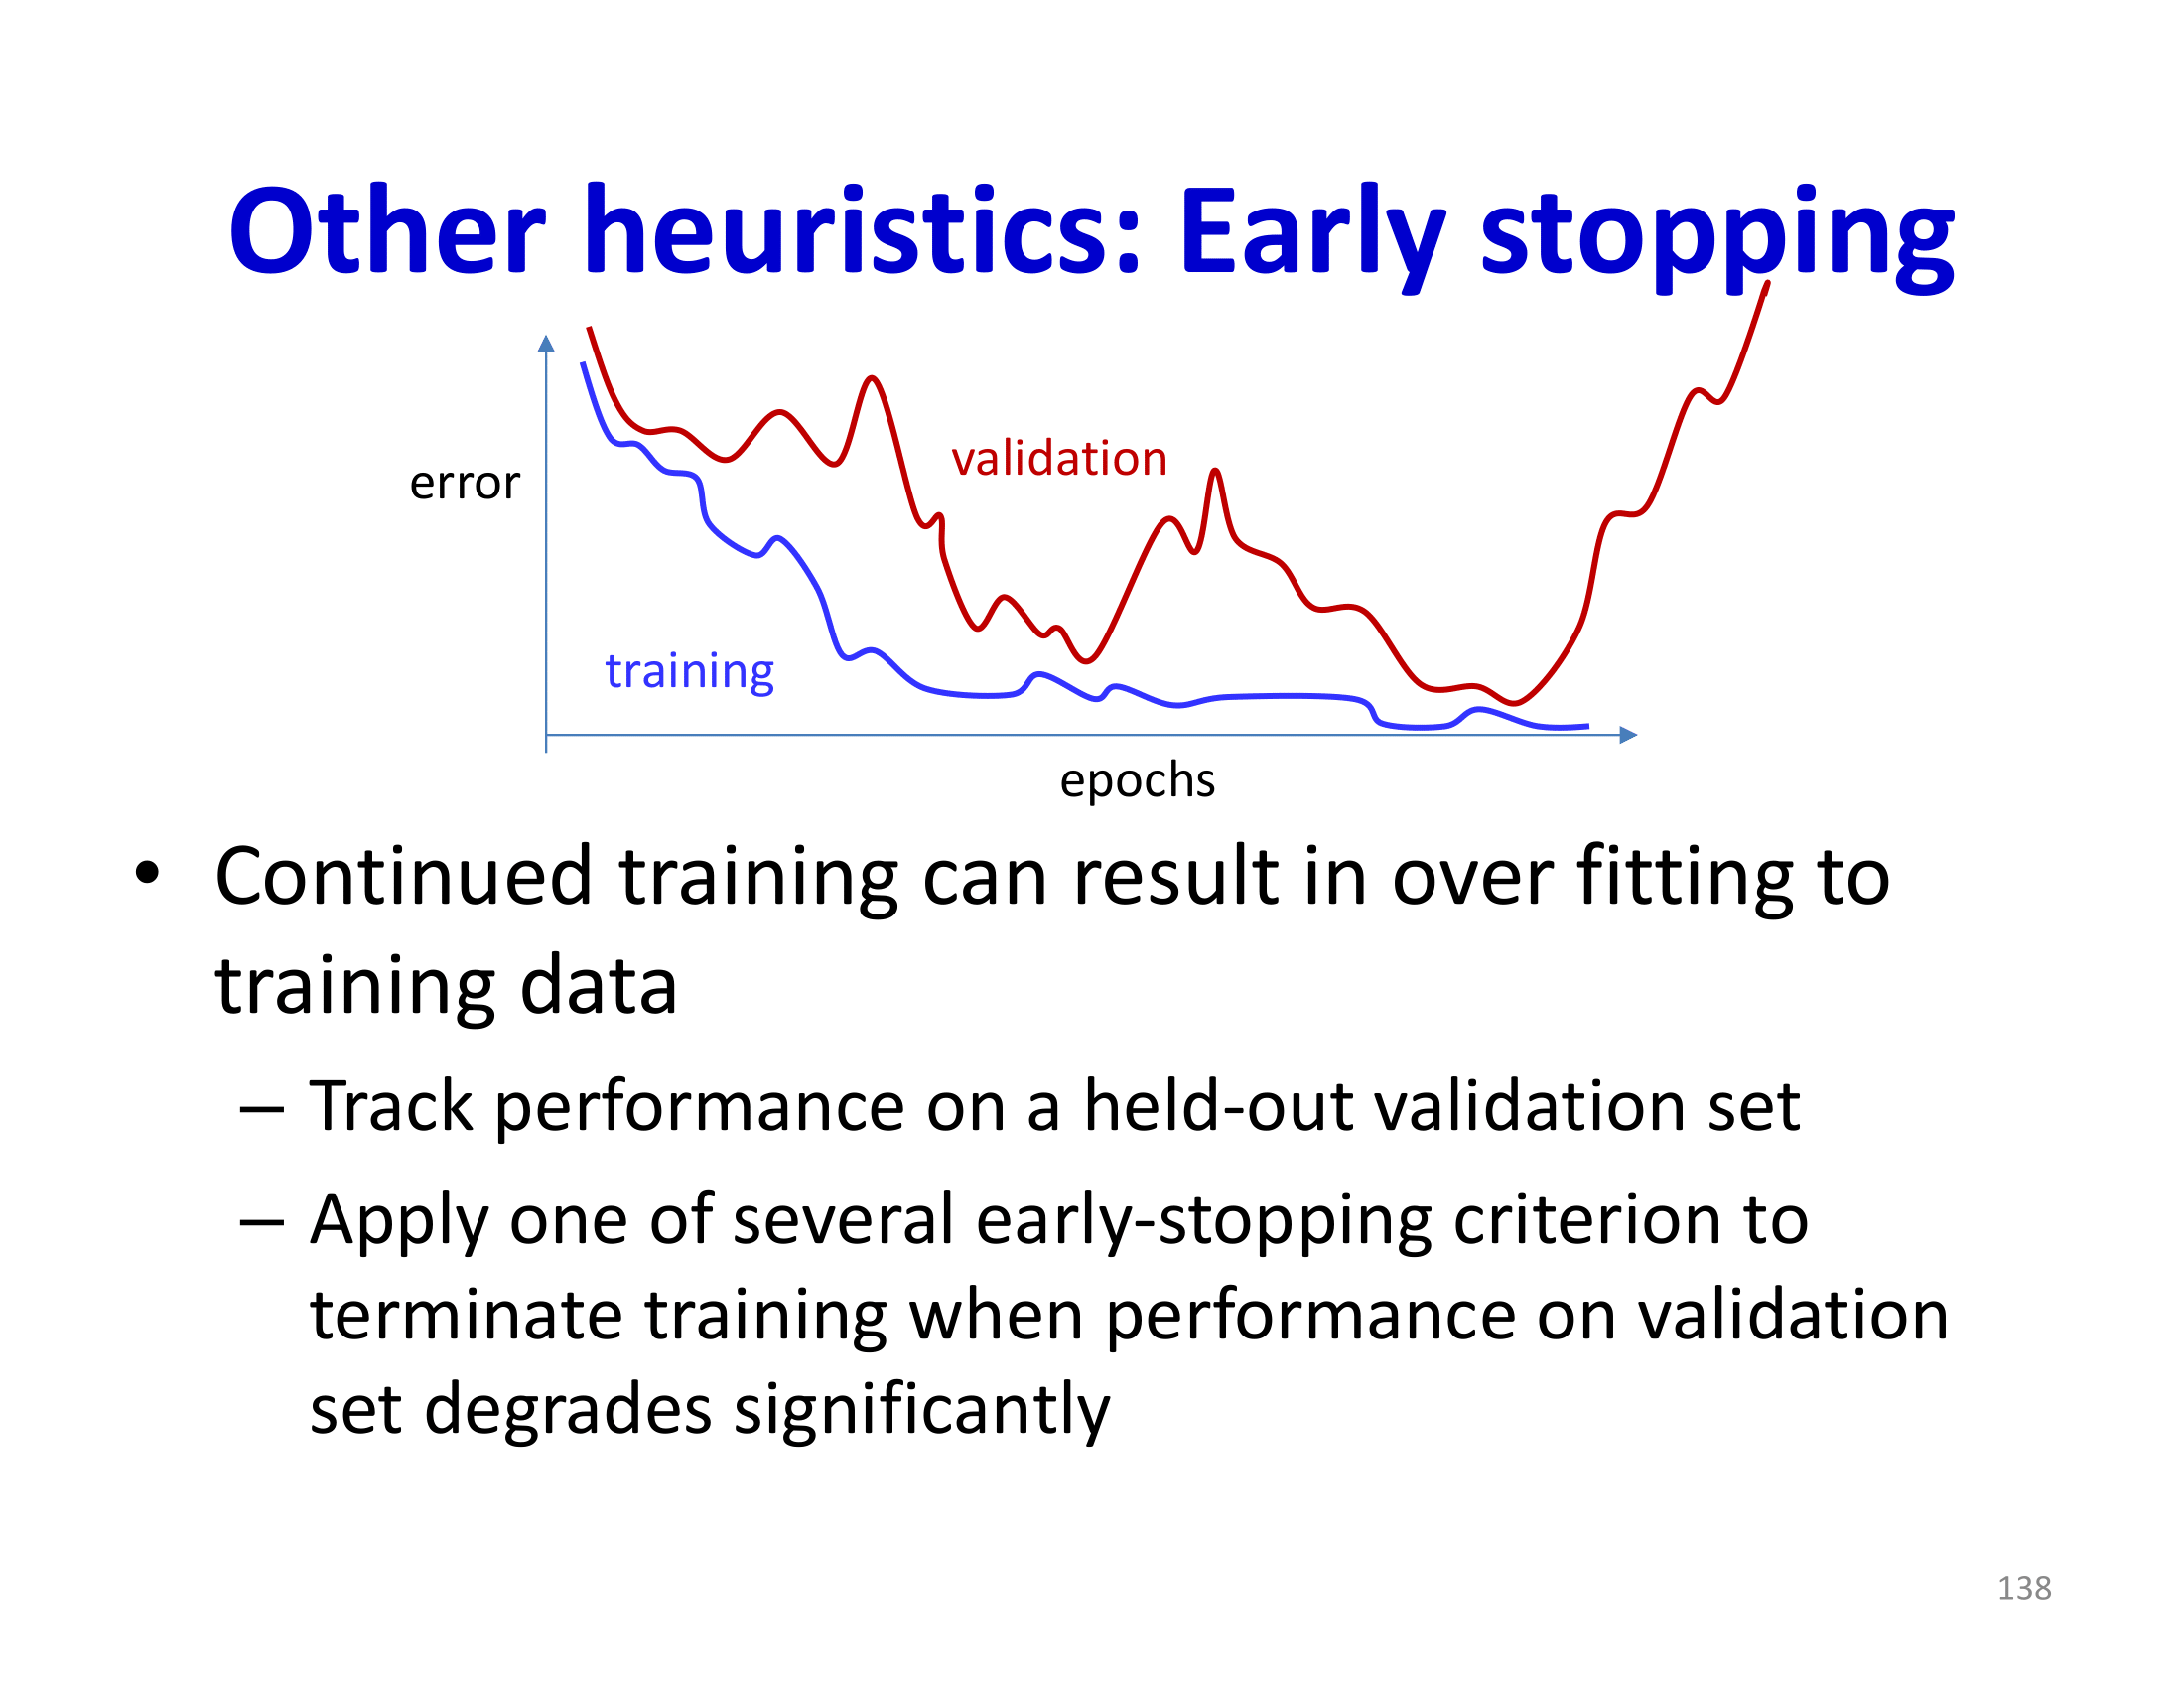 Other heuristics: Early stopping
error
validation
training
epochs
• Continued training can result in over fitting to
training data
– Track performance on a held-out validation set
– Apply one of several early-stopping criterion to
terminate training when performance on validation
set degrades significantly
138